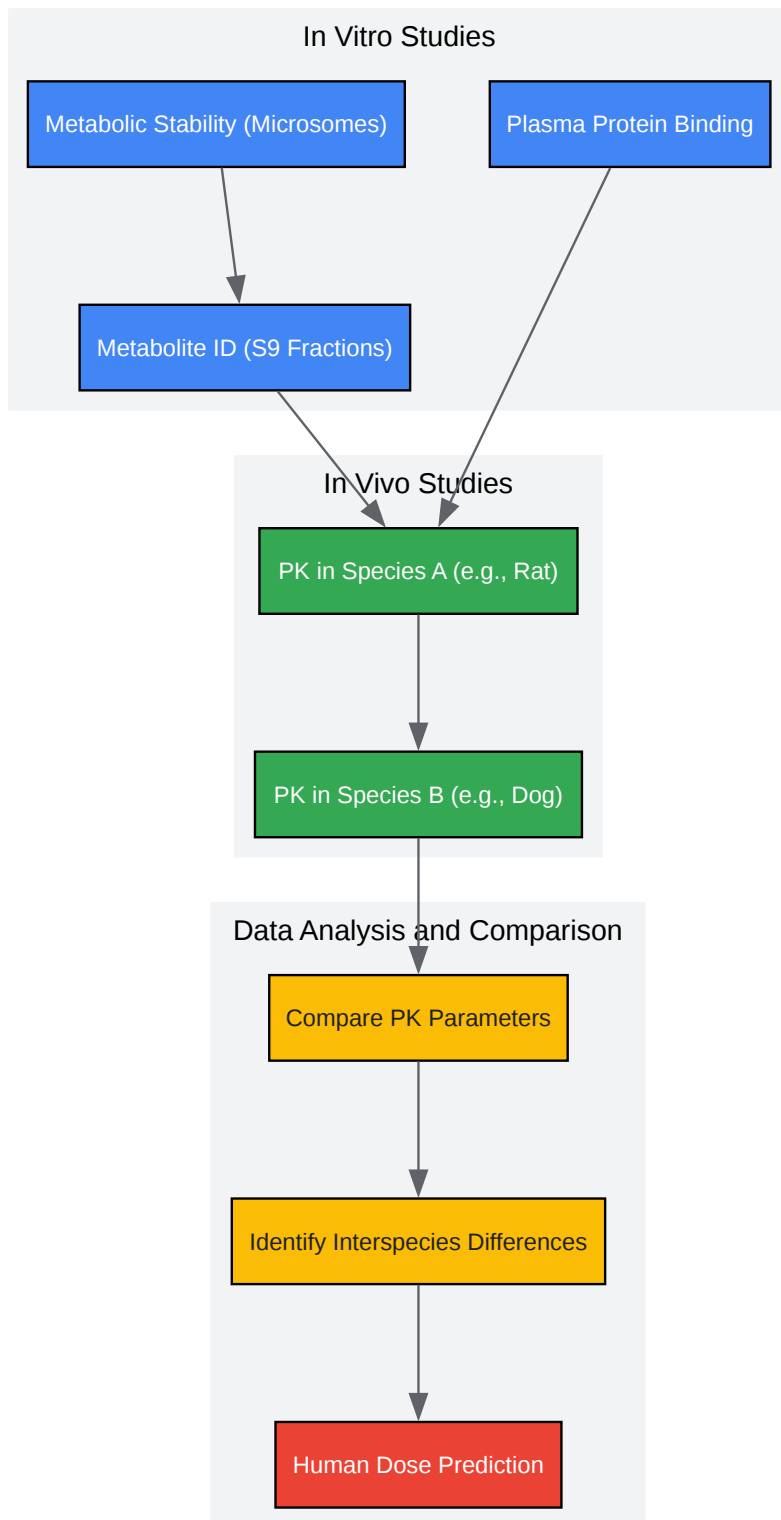 In Vitro Studies
Metabolic Stability (Microsomes)
Plasma Protein Binding
Metabolite ID (S9 Fractions)
In Vivo Studies
PK in Species A (e.g., Rat)
PK in Species B (e.g., Dog)
Data Analysis and Comparison
Compare PK Parameters
Identify Interspecies Differences
Human Dose Prediction